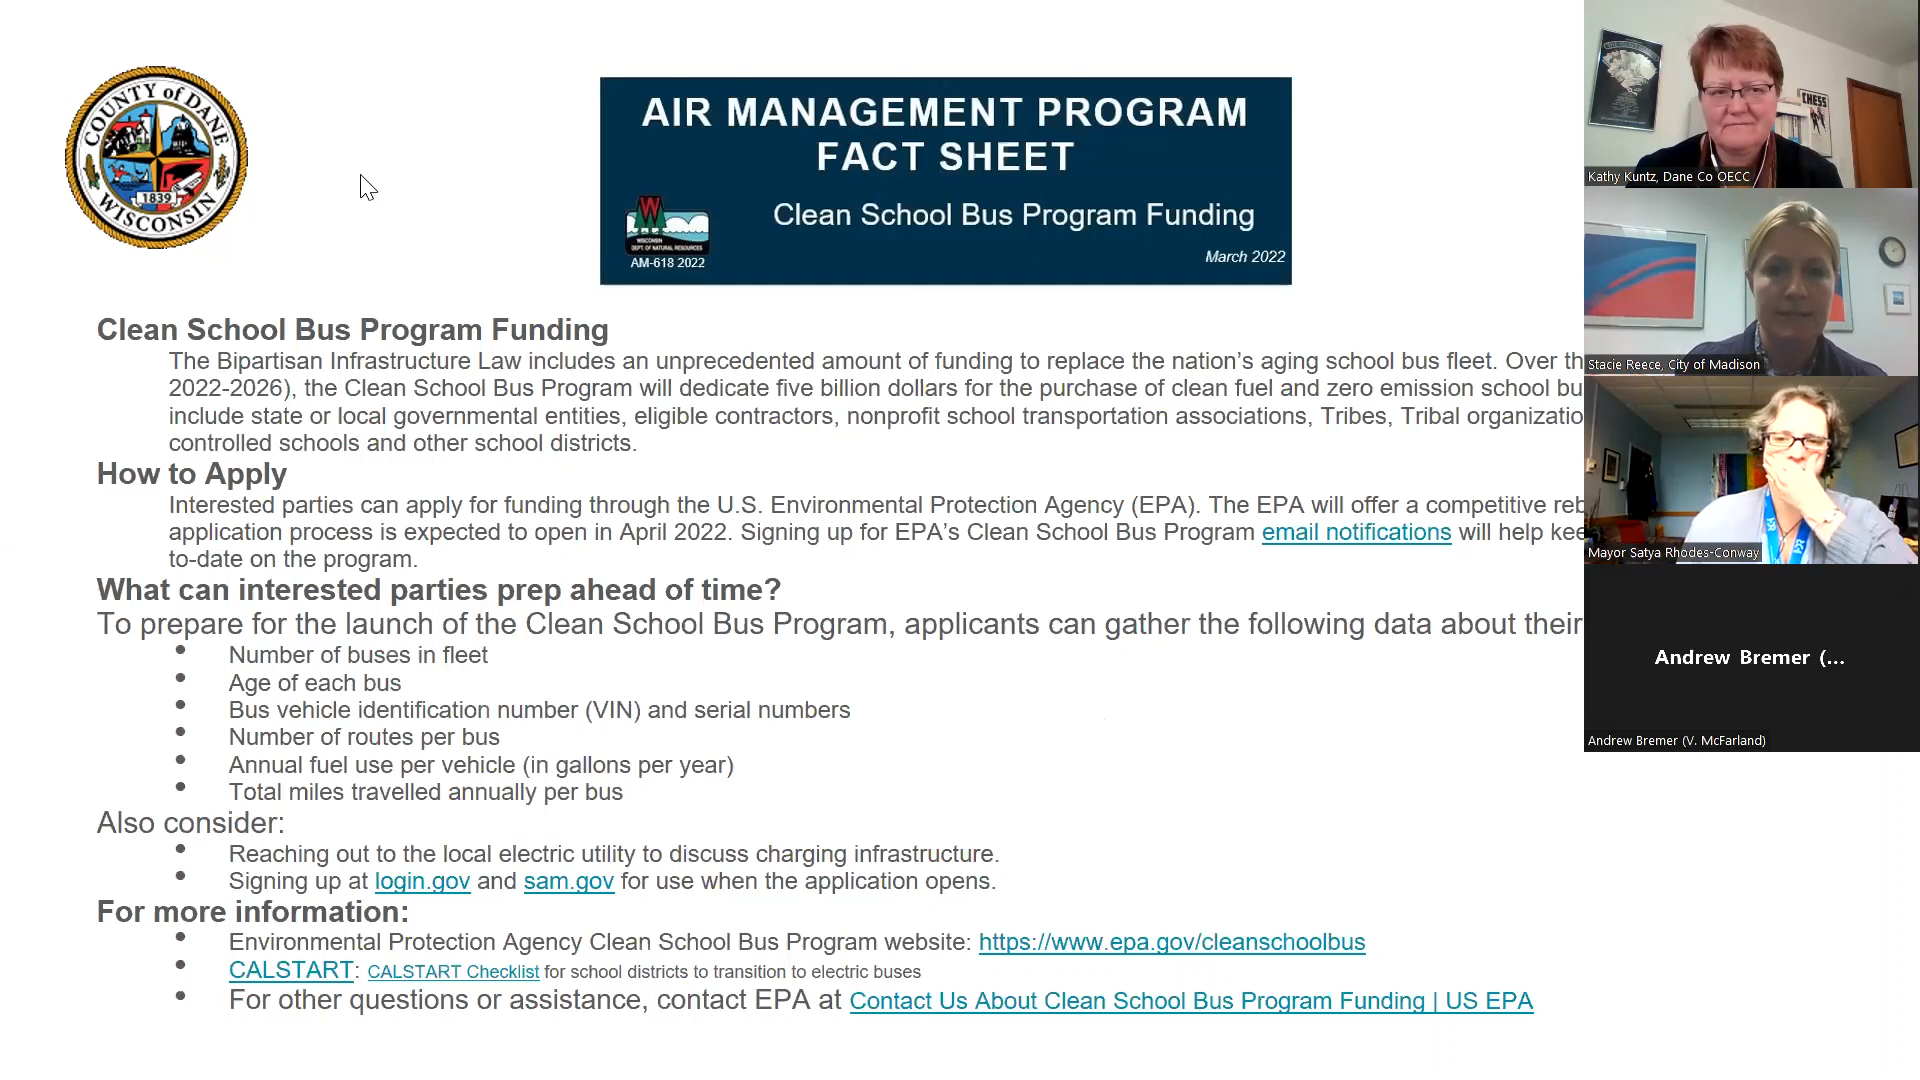 COUNTY of DANE
1839
WISCONSIN
AIR MANAGEMENT PROGRAM
FACT SHEET
Clean School Bus Program Funding
March 2022
W
WISCONSIN
DEPT. OF NATURAL RESOURCES
AM-618 2022
Clean School Bus Program Funding
The Bipartisan Infrastructure Law includes an unprecedented amount of funding to replace the nation’s aging school bus fleet. Over th
2022-2026), the Clean School Bus Program will dedicate five billion dollars for the purchase of clean fuel and zero emission school bu
include state or local governmental entities, eligible contractors, nonprofit school transportation associations, Tribes, Tribal organizatio
controlled schools and other school districts.
How to Apply
Interested parties can apply for funding through the U.S. Environmental Protection Agency (EPA). The EPA will offer a competitive reb
application process is expected to open in April 2022. Signing up for EPA’s Clean School Bus Program email notifications will help kee
to-date on the program.
What can interested parties prep ahead of time?
To prepare for the launch of the Clean School Bus Program, applicants can gather the following data about their
• Number of buses in fleet
• Age of each bus
• Bus vehicle identification number (VIN) and serial numbers
• Number of routes per bus
• Annual fuel use per vehicle (in gallons per year)
• Total miles travelled annually per bus
Also consider:
• Reaching out to the local electric utility to discuss charging infrastructure.
• Signing up at login.gov and sam.gov for use when the application opens.
For more information:
• Environmental Protection Agency Clean School Bus Program website: https://www.epa.gov/cleanschoolbus
• CALSTART: CALSTART Checklist for school districts to transition to electric buses
• For other questions or assistance, contact EPA at Contact Us About Clean School Bus Program Funding | US EPA
CHESS
Kathy Kuntz, Dane Co OECC
Stacie Reece, City of Madison
Mayor Satya Rhodes-Conway
Andrew Bremer (...
Andrew Bremer (V. McFarland)